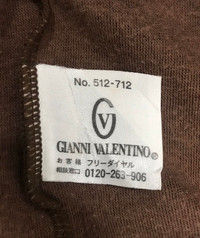 No. 512-712
GV
GIANNI VALENTINO®
お客様 フリーダイヤル
相談窓口 0120-263-906